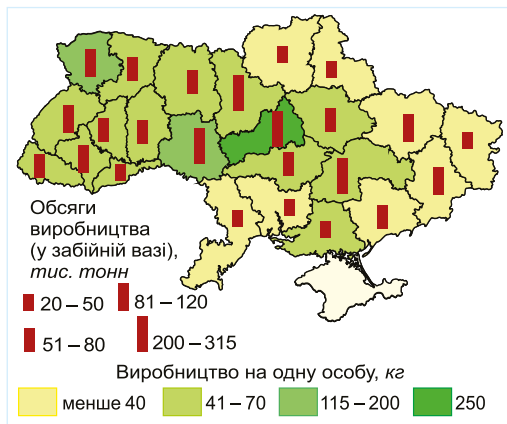 Обсяги
виробництва
(у забійній вазі),
тис. тонн
20 – 50
81 – 120
51 – 80
200 – 315
Виробництво на одну особу, кг
менше 40
41 – 70
115 – 200
250